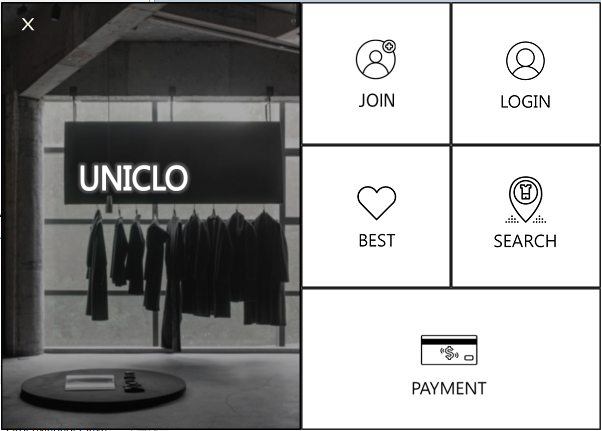 X
UNICLO
JOIN
LOGIN
BEST
SEARCH
PAYMENT